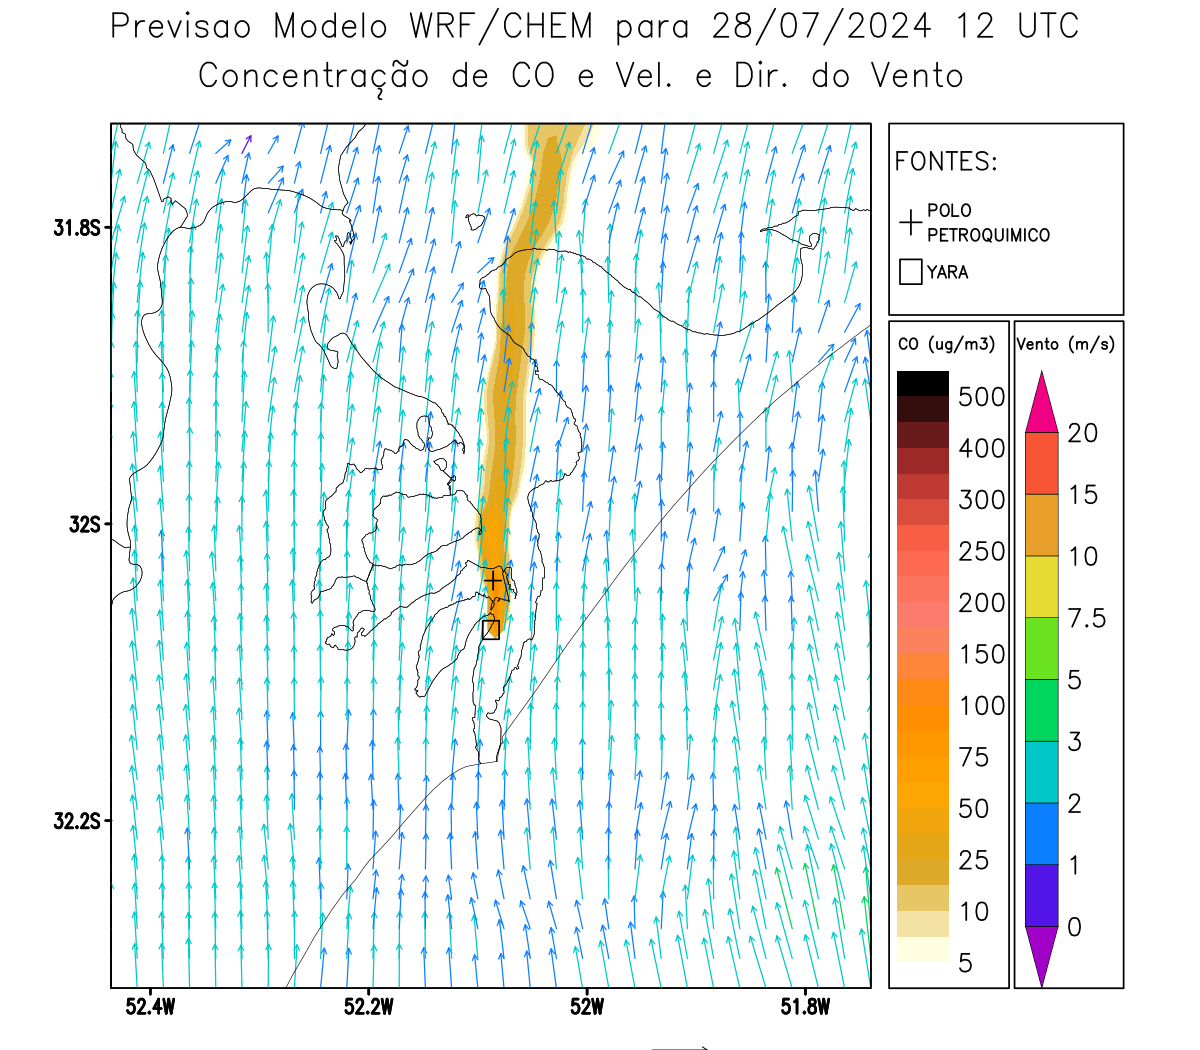 Previsao Modelo WRF/CHEM para 28/07/2024 12 UTC
Concentração de CO e Vel. e Dir. do Vento
FONTES:
POLO
PETROQUIMICO
YARA
31.8S
32S
32.2S
52.4W
52.2W
52W
51.8W
CO (ug/m3)
500
400
300
250
200
150
100
75
50
25
10
5
Vento (m/s)
20
15
10
7.5
5
3
2
1
0